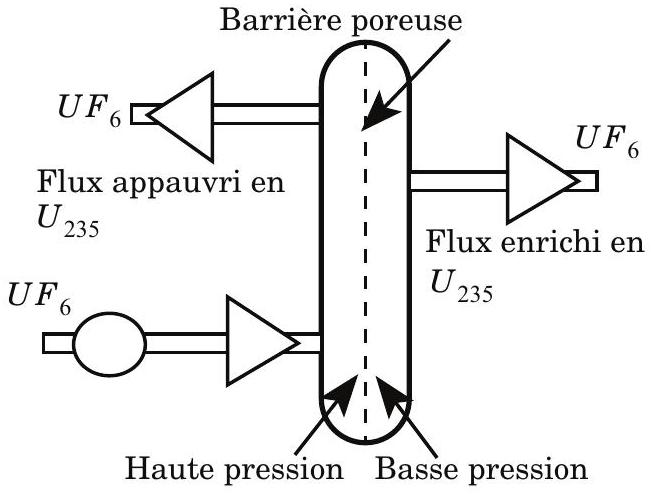 Barrière poreuse
UF₆
Flux appauvri en
U₂₃₅
UF₆
Flux enrichi en
U₂₃₅
UF₆
Haute pression
Basse pression